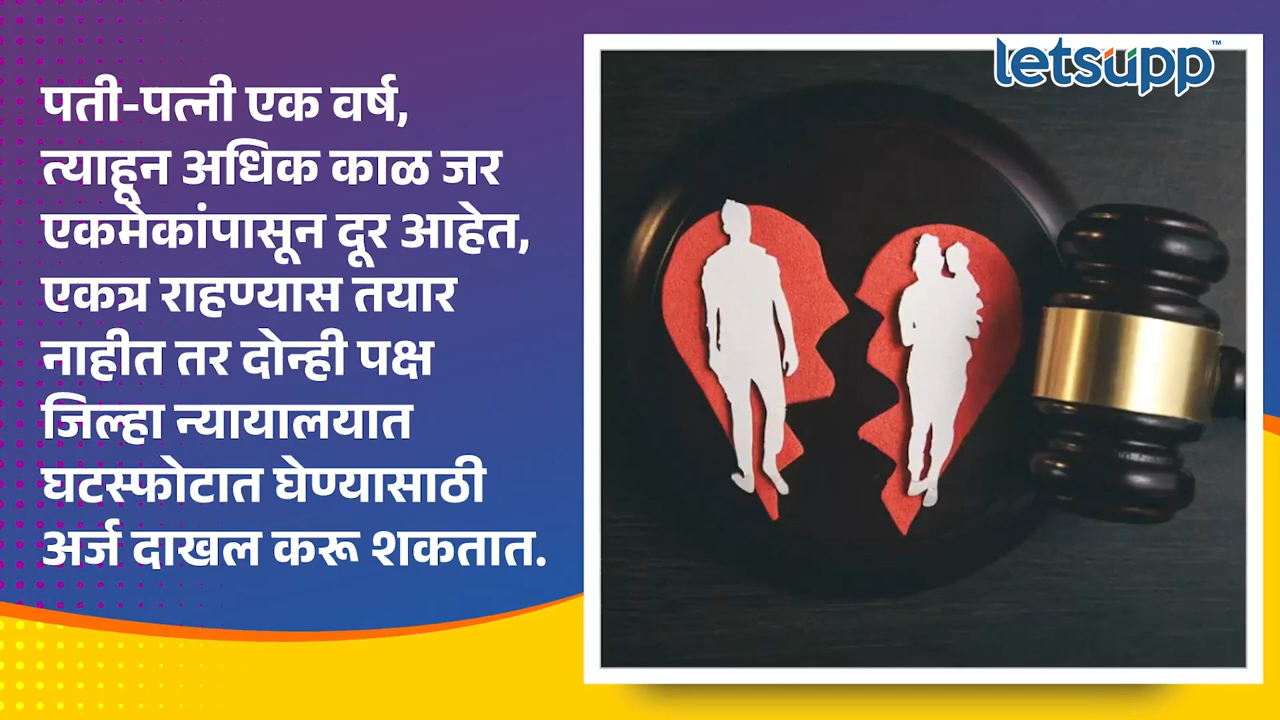 पती-पत्नी एक वर्ष,
त्याहून अधिक काळ जर
एकमेकांपासून दूर आहेत,
एकत्र राहण्यास तयार
नाहीत तर दोन्ही पक्ष
जिल्हा न्यायालयात
घटस्फोटात घेण्यासाठी
अर्ज दाखल करू शकतात.
letsupp™